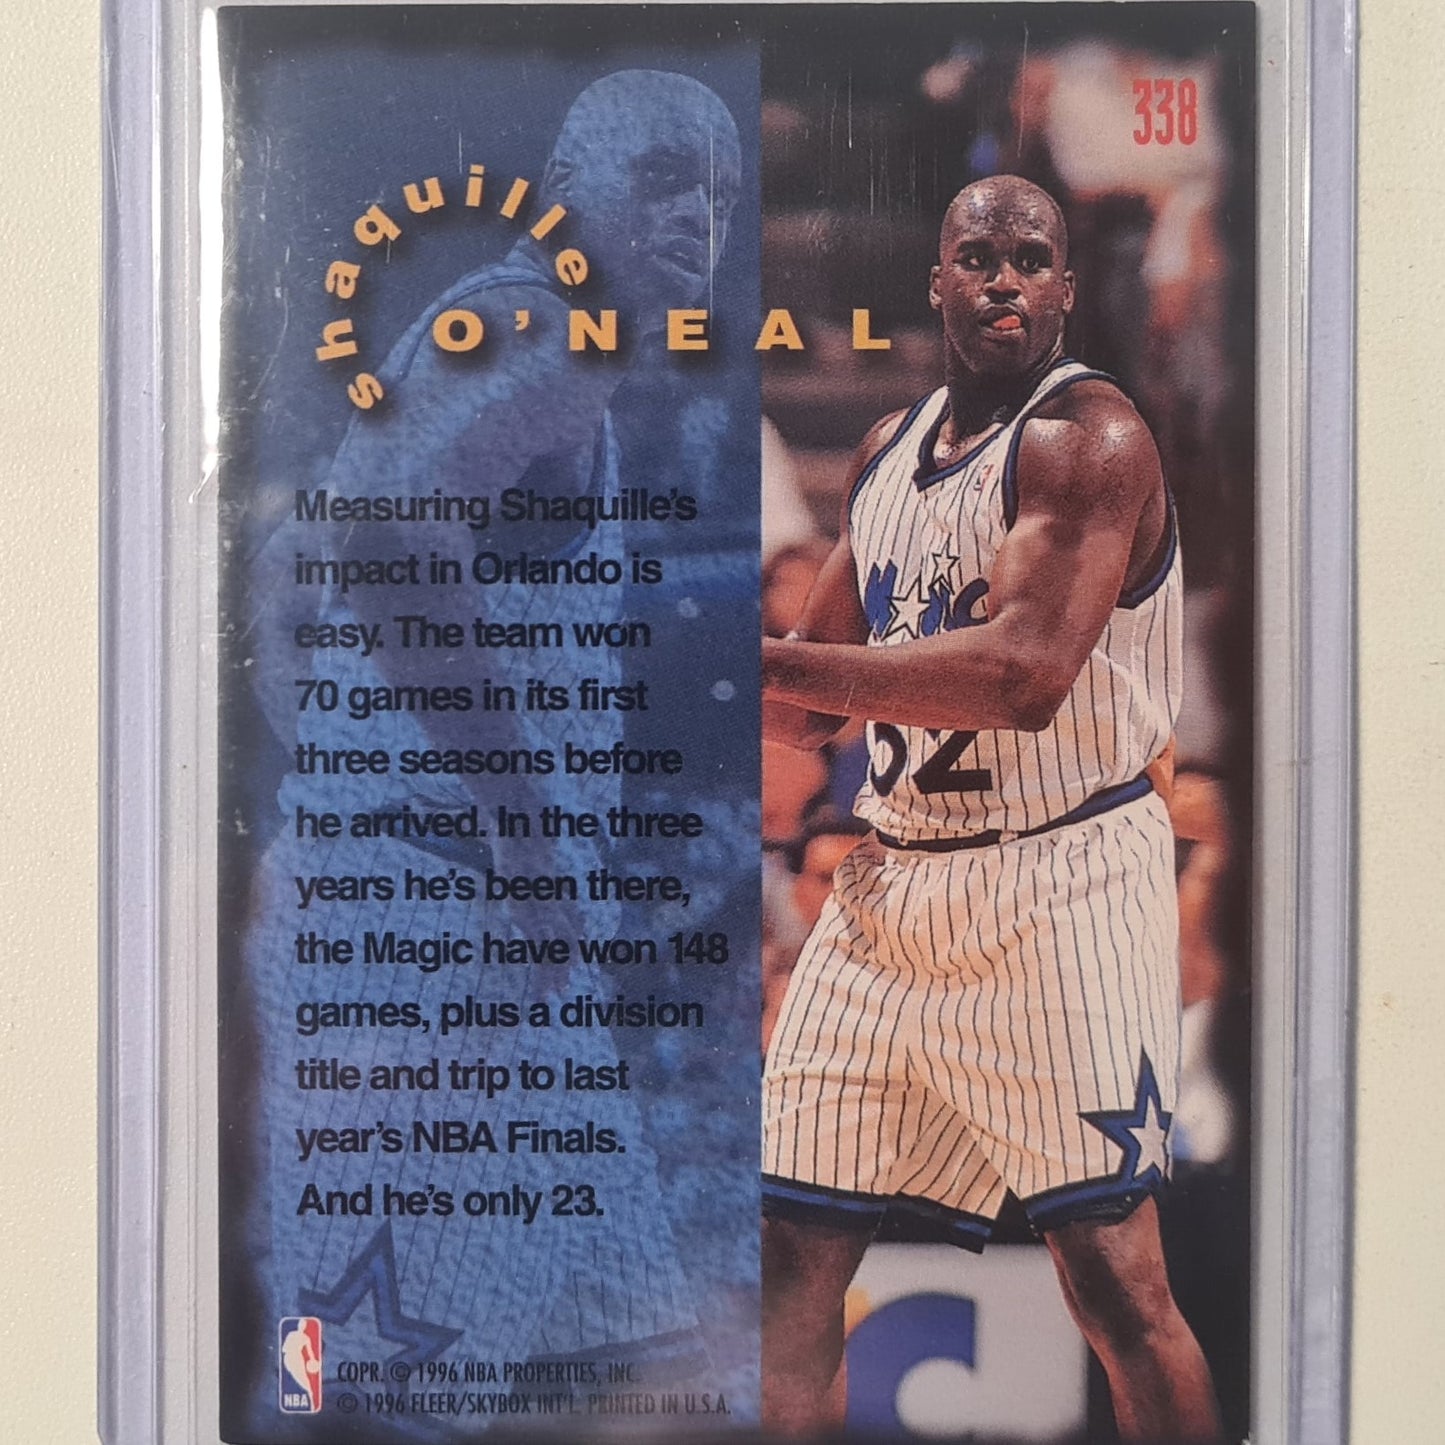 338
shaquille
O'NEAL
Measuring Shaquille's
impact in Orlando is
easy. The team won
70 games in its first
three seasons before
he arrived. In the three
years he's been there,
the Magic have won 148
games, plus a division
title and trip to last
year's NBA Finals.
And he's only 23.
NBA
COPR. © 1996 NBA PROPERTIES, INC.
© 1996 FLEER/SKYBOX INT'L. PRINTED IN U.S.A.